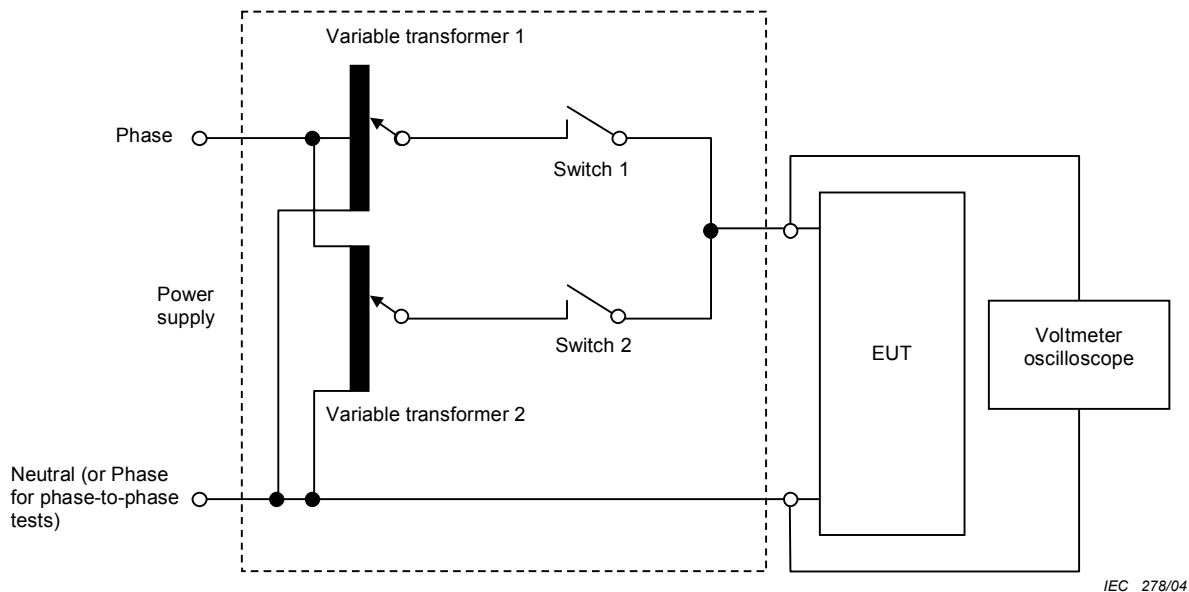 Variable transformer 1
Phase
Switch 1
Power
supply
Switch 2
EUT
Voltmeter
oscilloscope
Variable transformer 2
Neutral (or Phase
for phase-to-phase
tests)
IEC 278/04